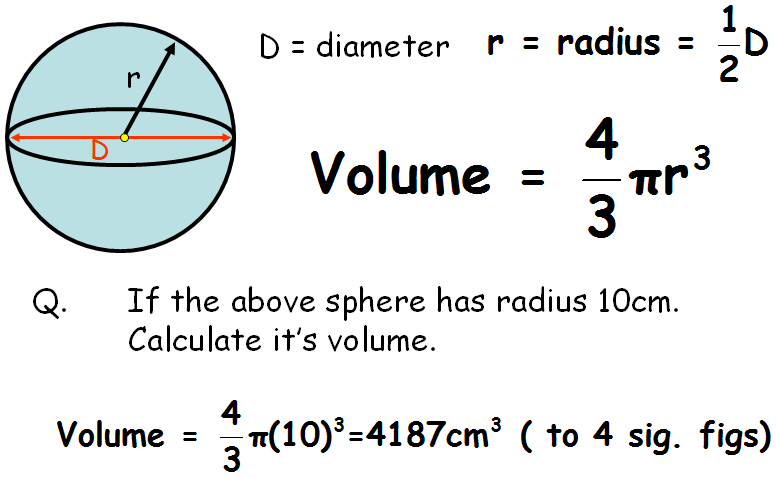 D = diameter r = radius = 1/2 D
r
D
Volume = 4/3 πr³
Q. If the above sphere has radius 10cm.
Calculate it's volume.
Volume = 4/3 π(10)³=4187cm³ ( to 4 sig. figs)